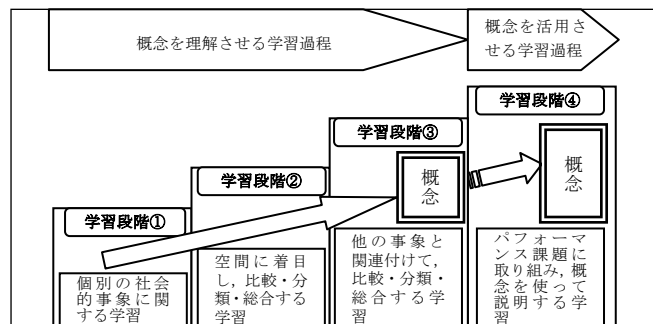 概念を理解させる学習過程
概念を活用さ
せる学習過程
学習段階④
学習段階③
学習段階②
学習段階①
概念
概念
個別の社会
的事象に関
する学習
空間に着目
し，比較・分
類・総合する
学習
他の事象と
関連付けて，
比較・分類・
総合する学
習
パフォーマ
ンス課題に
取り組み，概
念を使って
説明する学
習